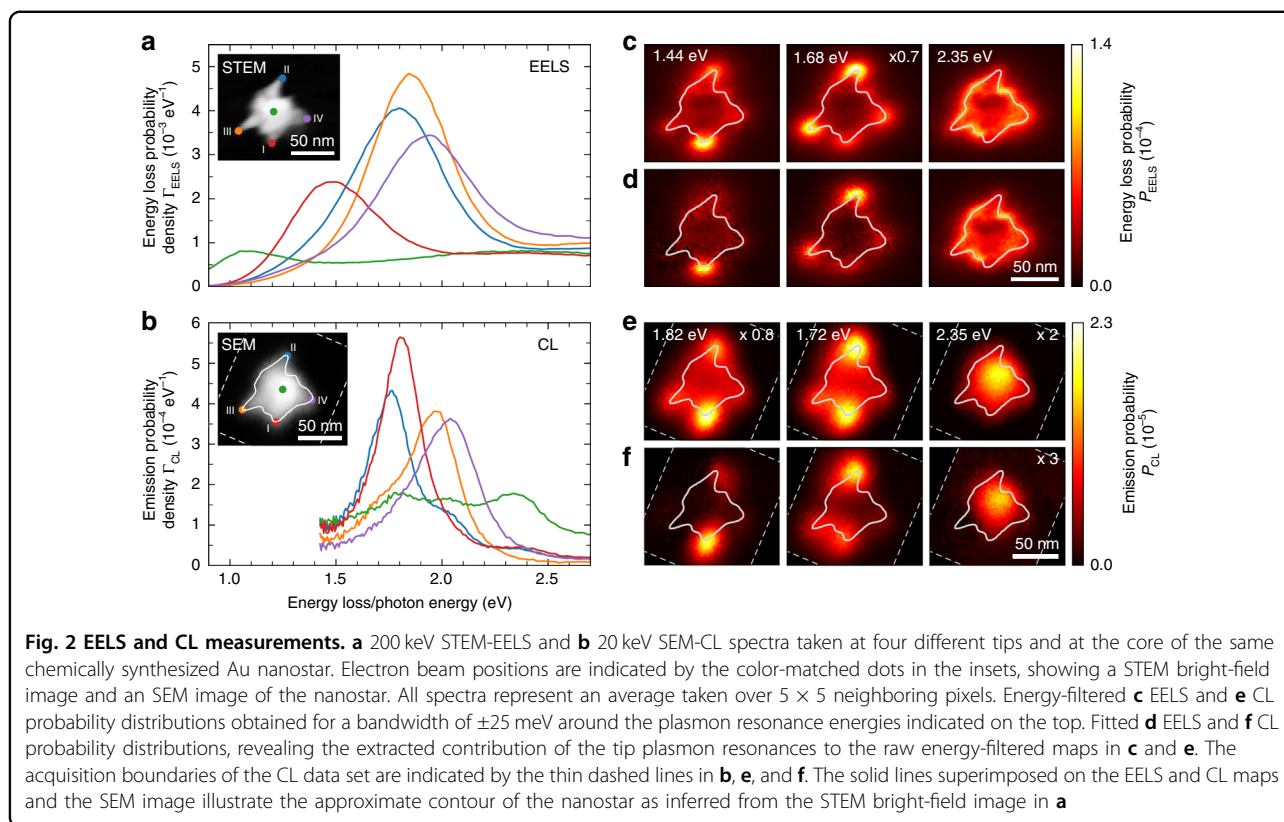 a
STEM
II
III
IV
I
50 nm
EELS
Energy loss probability
density Γ_EELS (10⁻³ eV⁻¹)
5
4
3
2
1
0
b
SEM
II
III
IV
I
50 nm
CL
Emission probability
density Γ_CL (10⁻⁴ eV⁻¹)
6
5
4
3
2
1
0
1.0 1.5 2.0 2.5
Energy loss/photon energy (eV)
c
1.44 eV
1.68 eV x0.7
2.35 eV
d
50 nm
1.4
0.0
Energy loss probability
P_EELS (10⁻⁴)
e
1.82 eV x 0.8
1.72 eV
2.35 eV x 2
f
x 3
50 nm
2.3
0.0
Emission probability
P_CL (10⁻⁵)
Fig. 2 EELS and CL measurements. a 200 keV STEM-EELS and b 20 keV SEM-CL spectra taken at four different tips and at the core of the same
chemically synthesized Au nanostar. Electron beam positions are indicated by the color-matched dots in the insets, showing a STEM bright-field
image and an SEM image of the nanostar. All spectra represent an average taken over 5 × 5 neighboring pixels. Energy-filtered c EELS and e CL
probability distributions obtained for a bandwidth of ±25 meV around the plasmon resonance energies indicated on the top. Fitted d EELS and f CL
probability distributions, revealing the extracted contribution of the tip plasmon resonances to the raw energy-filtered maps in c and e. The
acquisition boundaries of the CL data set are indicated by the thin dashed lines in b, e, and f. The solid lines superimposed on the EELS and CL maps
and the SEM image illustrate the approximate contour of the nanostar as inferred from the STEM bright-field image in a